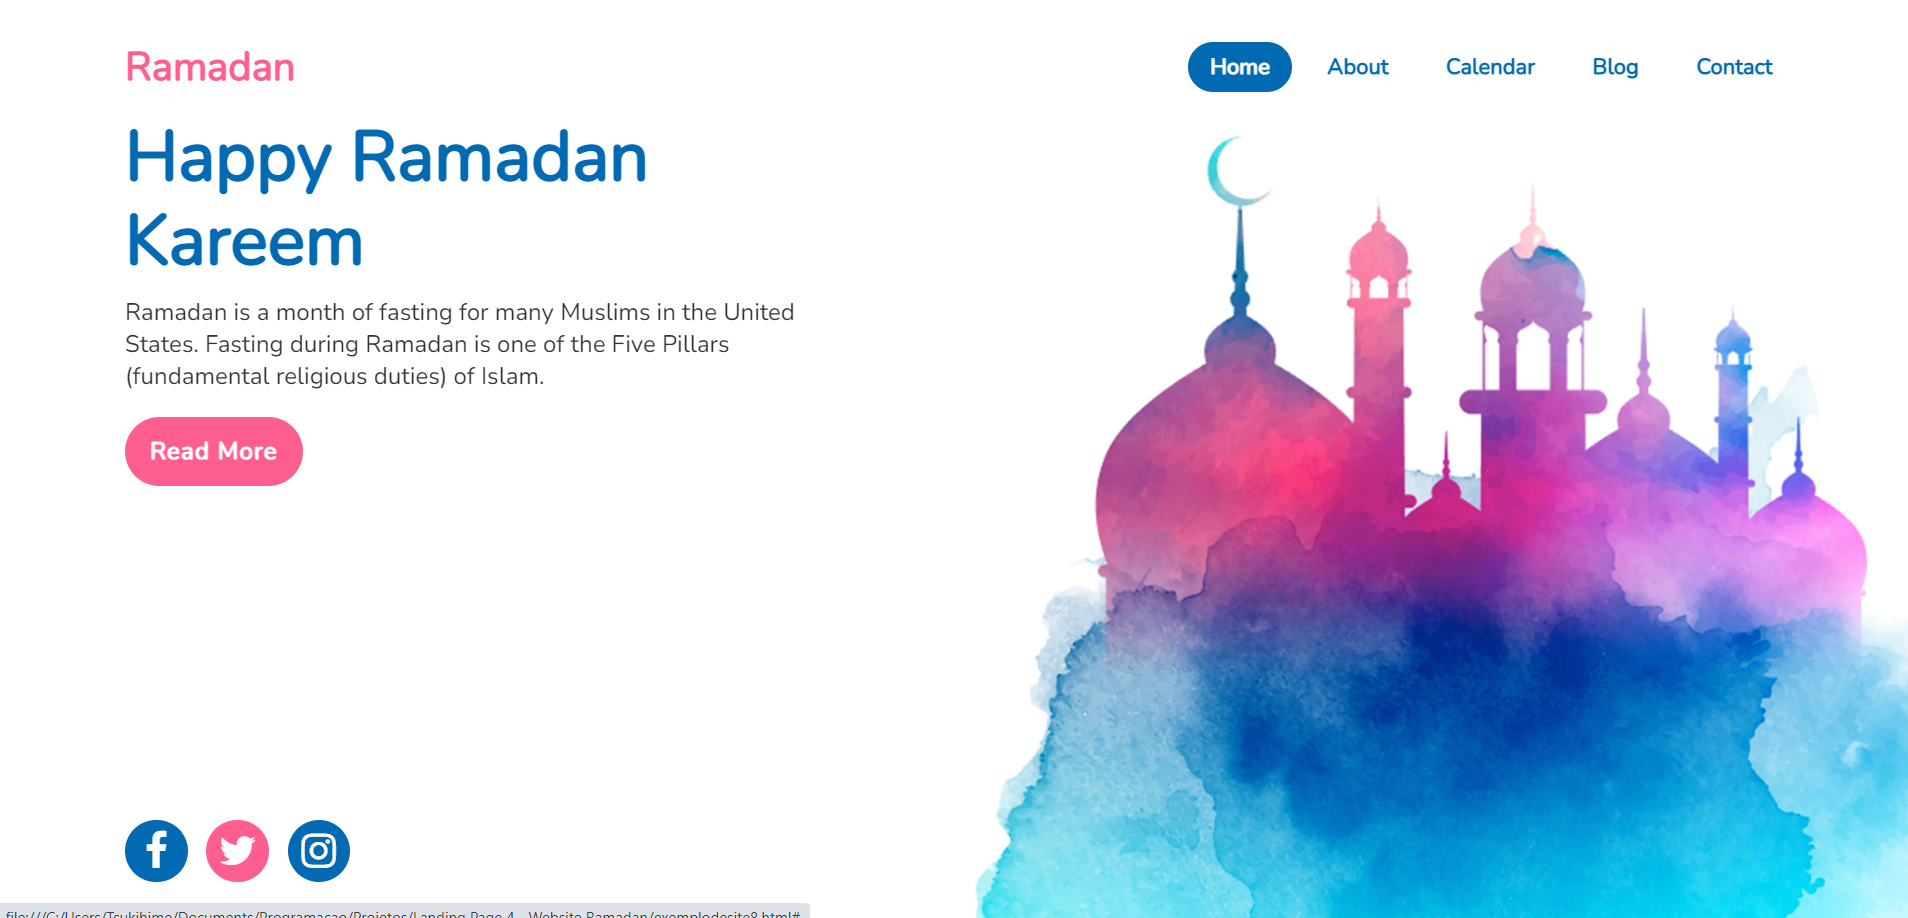 Ramadan
Home
About
Calendar
Blog
Contact
Happy Ramadan
Kareem
Ramadan is a month of fasting for many Muslims in the United
States. Fasting during Ramadan is one of the Five Pillars
(fundamental religious duties) of Islam.
Read More
file:///C:/Users/Tsukihime/Documents/Programacao/Projetos/Landing Page 4 - Website Ramadan/exemplodesite8.html#